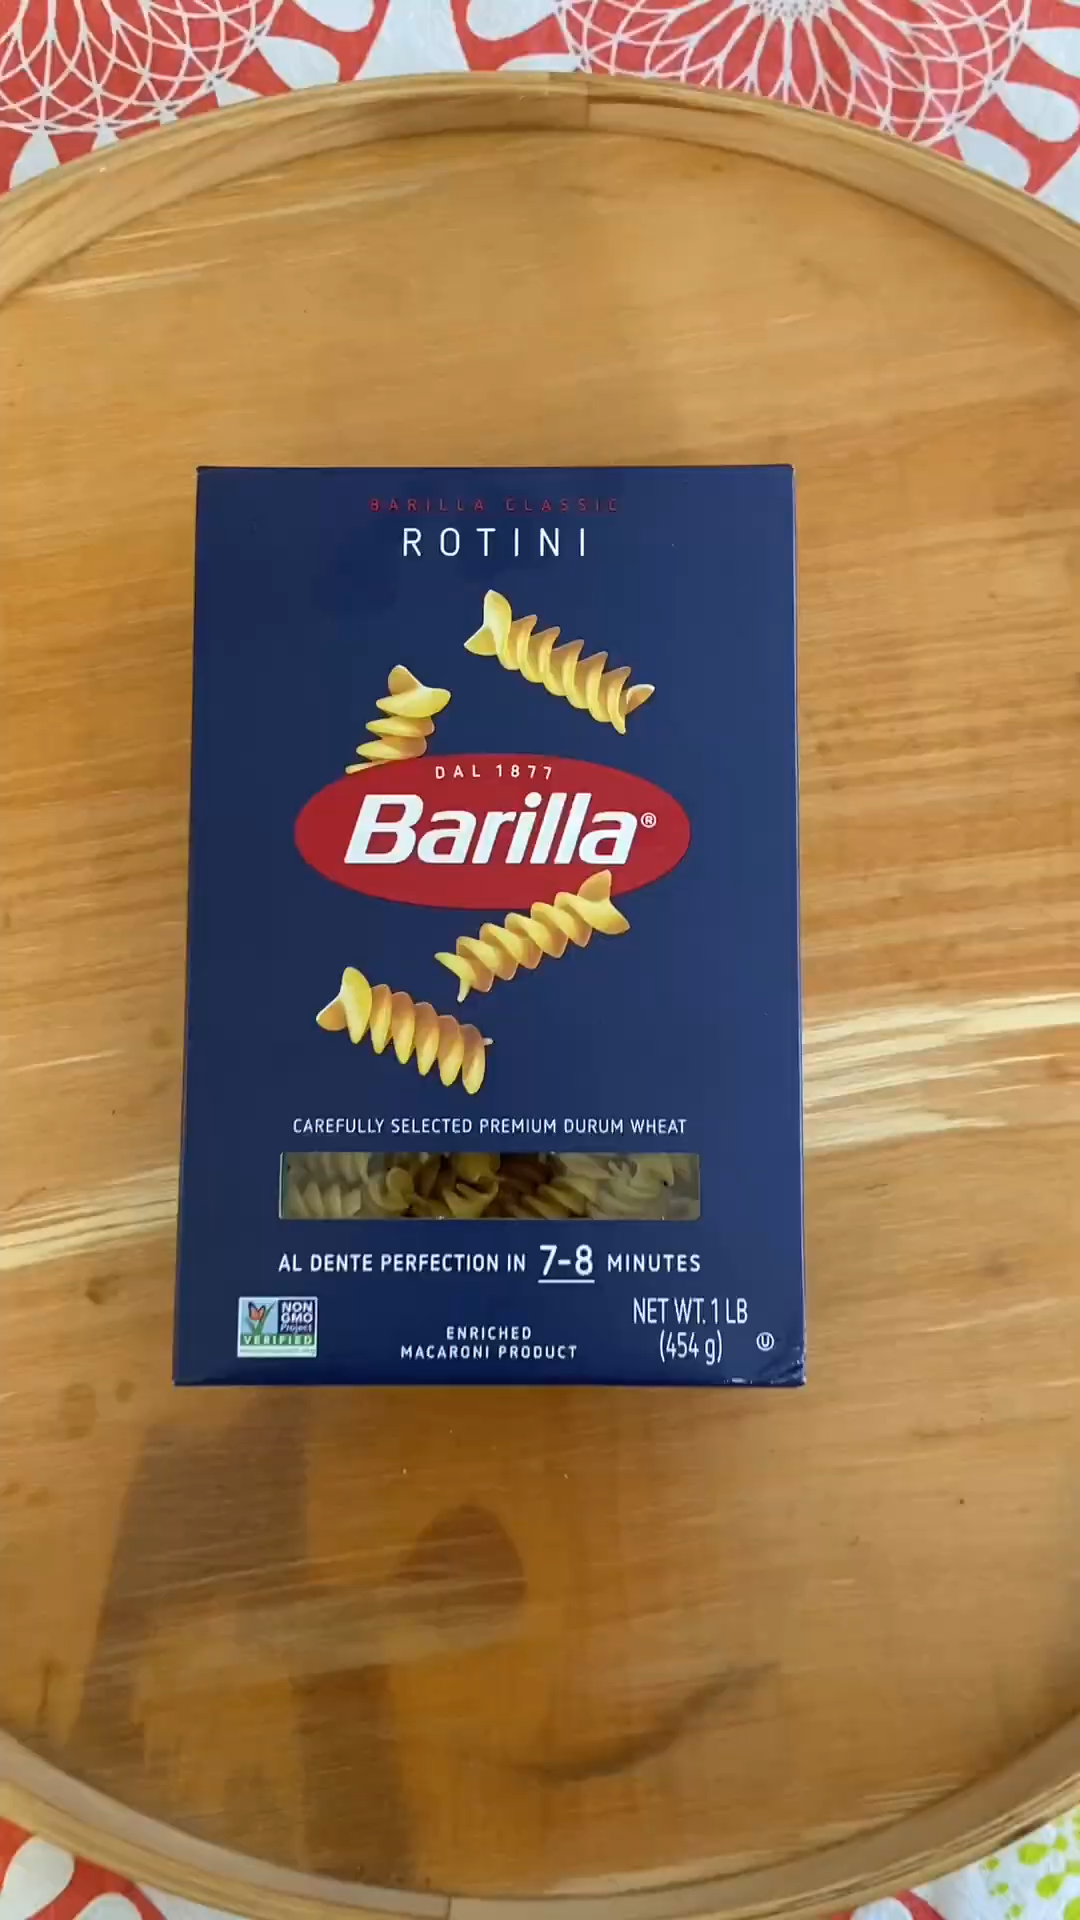 BARILLA CLASSIC
ROTINI
DAL 1877
Barilla®
CAREFULLY SELECTED PREMIUM DURUM WHEAT
AL DENTE PERFECTION IN 7-8 MINUTES
NON
GMO
Project
VERIFIED
ENRICHED
MACARONI PRODUCT
NET WT. 1 LB
(454 g)
U